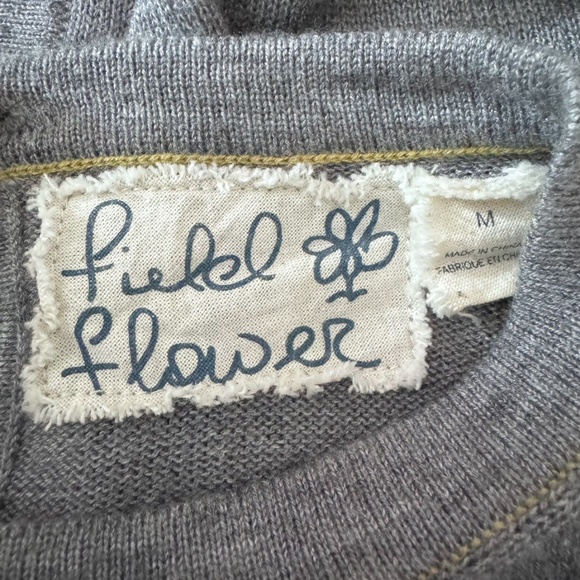 field
flower
M
MADE IN CHINA
FABRIQUE EN